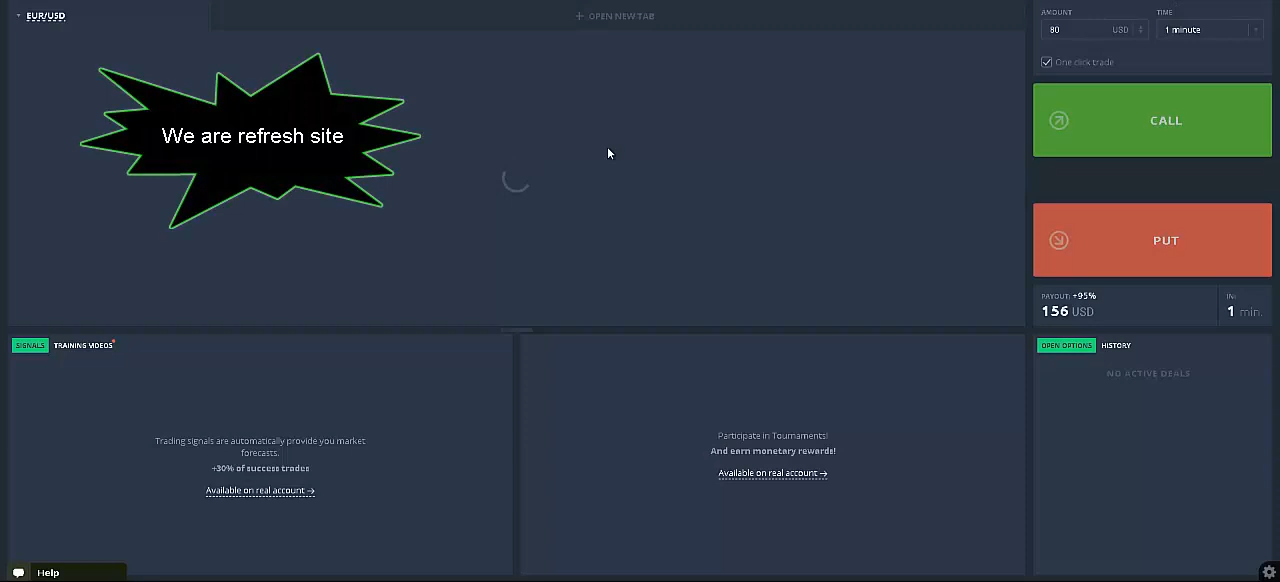 EUR/USD
OPEN NEW TAB
AMOUNT
TIME
80 USD
1 minute
One click trade
We are refresh site
CALL
PUT
PAYOUT: +95%
IN:
156 USD
1 min.
SIGNALS TRAINING VIDEOS
OPEN OPTIONS HISTORY
NO ACTIVE DEALS
Trading signals are automatically provide you market
forecasts.
+30% of success trades
Available on real account →
Participate in Tournaments!
And earn monetary rewards!
Available on real account →
Help